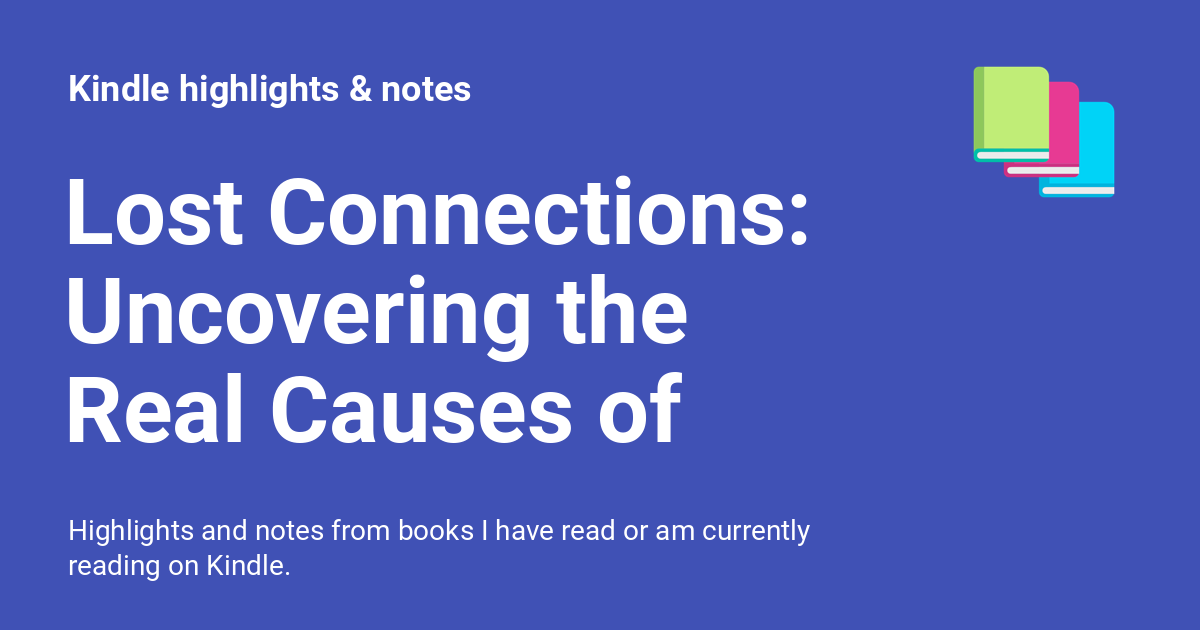 Kindle highlights & notes
Lost Connections:
Uncovering the
Real Causes of
Highlights and notes from books I have read or am currently
reading on Kindle.